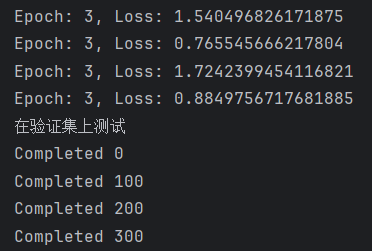 Epoch: 3, Loss: 1.540496826171875
Epoch: 3, Loss: 0.765545666217804
Epoch: 3, Loss: 1.7242399454116821
Epoch: 3, Loss: 0.8849756717681885
在验证集上测试
Completed 0
Completed 100
Completed 200
Completed 300